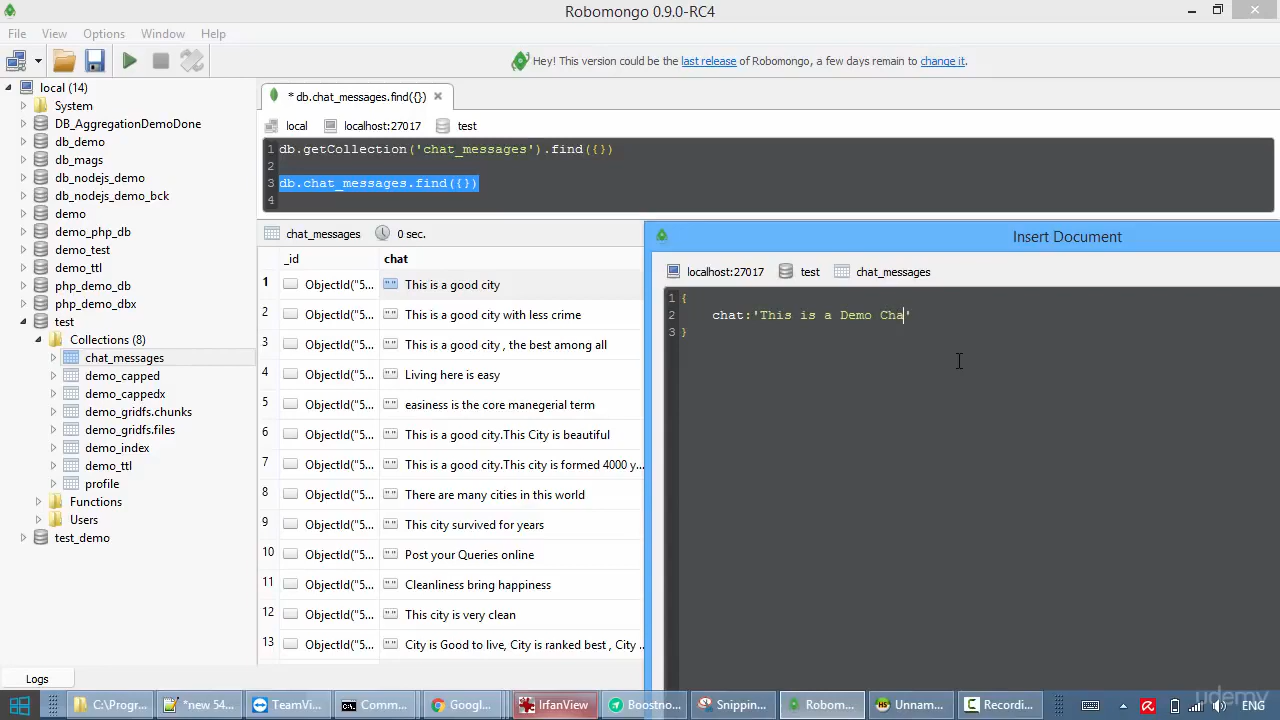 Robomongo 0.9.0-RC4
File View Options Window Help
Hey! This version could be the last release of Robomongo, a few days remain to change it.
local (14)
System
DB_AggregationDemoDone
db_demo
db_mags
db_nodejs_demo
db_nodejs_demo_bck
demo
demo_php_db
demo_test
demo_ttl
php_demo_db
php_demo_dbx
test
Collections (8)
chat_messages
demo_capped
demo_cappedx
demo_gridfs.chunks
demo_gridfs.files
demo_index
demo_ttl
profile
Functions
Users
test_demo
Logs
* db.chat_messages.find({})
local localhost:27017 test
1 db.getCollection('chat_messages').find({})
2
3 db.chat_messages.find({})
4
chat_messages 0 sec.
_id chat
1 ObjectId("5... This is a good city
2 ObjectId("5... This is a good city with less crime
3 ObjectId("5... This is a good city , the best among all
4 ObjectId("5... Living here is easy
5 ObjectId("5... easiness is the core manegerial term
6 ObjectId("5... This is a good city.This City is beautiful
7 ObjectId("5... This is a good city.This city is formed 4000 y...
8 ObjectId("5... There are many cities in this world
9 ObjectId("5... This city survived for years
10 ObjectId("5... Post your Queries online
11 ObjectId("5... Cleanliness bring happiness
12 ObjectId("5... This city is very clean
13 ObjectId("5... City is Good to live, City is ranked best , City ...
Insert Document
localhost:27017 test chat_messages
1 {
2 chat:'This is a Demo Cha'
3 }
C:\Progr... *new 54... TeamVi... Comm... Googl... IrfanView Boostno... Snippin... Robom... Unnam... Recordi... ENG
udemy